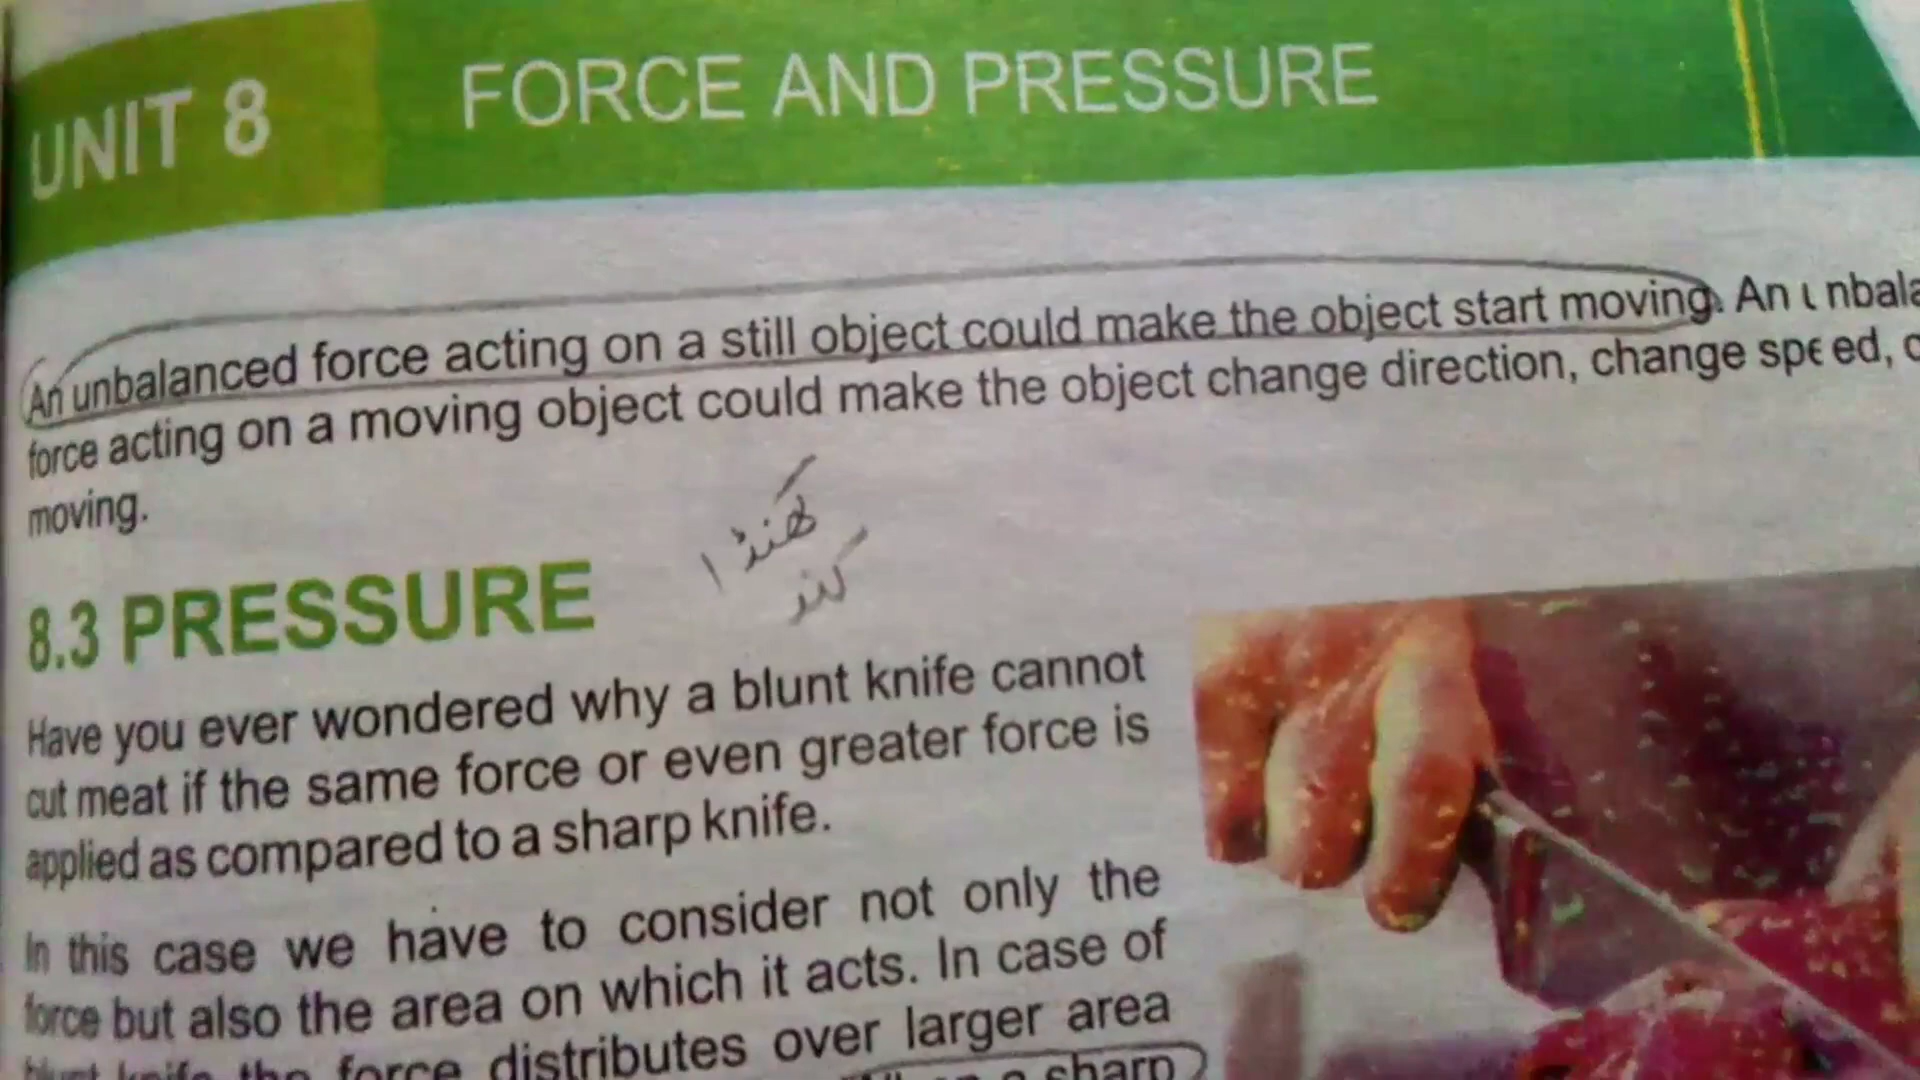 UNIT 8
FORCE AND PRESSURE
An unbalanced force acting on a still object could make the object start moving. An
force acting on a moving object could make the object change direction, change speed,
moving.
8.3 PRESSURE
Have you ever wondered why a blunt knife cannot
cut meat if the same force or even greater force is
applied as compared to a sharp knife.
In this case we have to consider not only the
force but also the area on which it acts. In case of
blunt knife the force distributes over larger area
a sharp